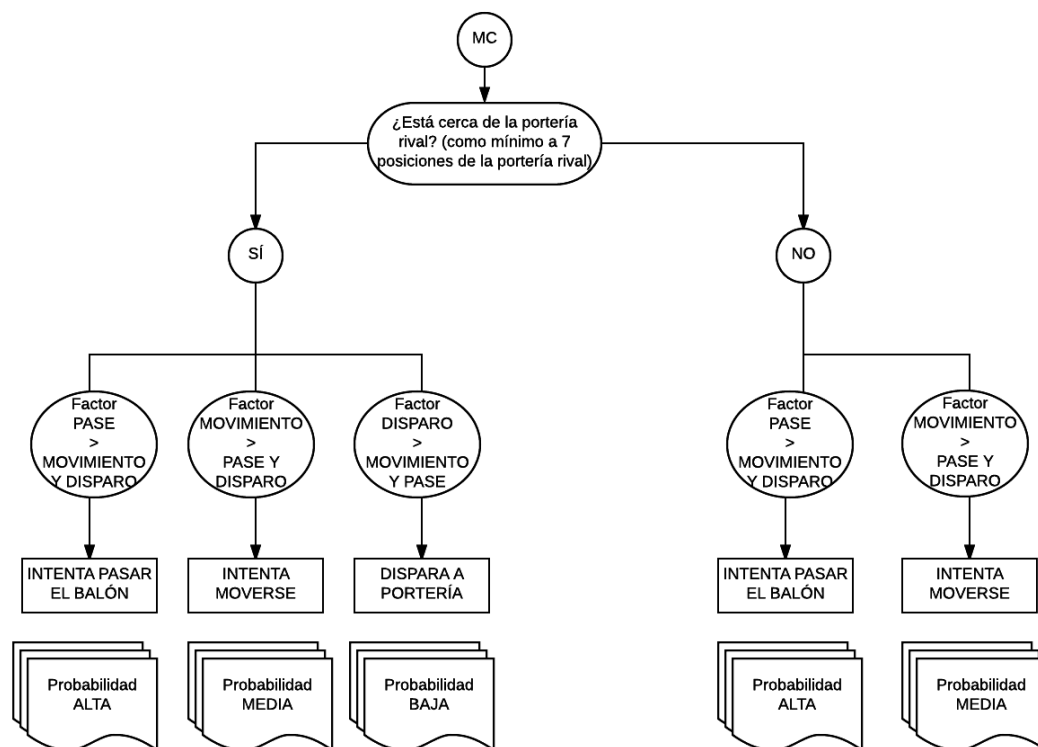 MC
¿Está cerca de la portería
rival? (como mínimo a 7
posiciones de la portería rival)
SÍ
NO
Factor
PASE
>
MOVIMIENTO
Y DISPARO
Factor
MOVIMIENTO
>
PASE Y
DISPARO
Factor
DISPARO
>
MOVIMIENTO
Y PASE
Factor
PASE
>
MOVIMIENTO
Y DISPARO
Factor
MOVIMIENTO
>
PASE Y
DISPARO
INTENTA PASAR
EL BALÓN
INTENTA
MOVERSE
DISPARA A
PORTERÍA
INTENTA PASAR
EL BALÓN
INTENTA
MOVERSE
Probabilidad
ALTA
Probabilidad
MEDIA
Probabilidad
BAJA
Probabilidad
ALTA
Probabilidad
MEDIA